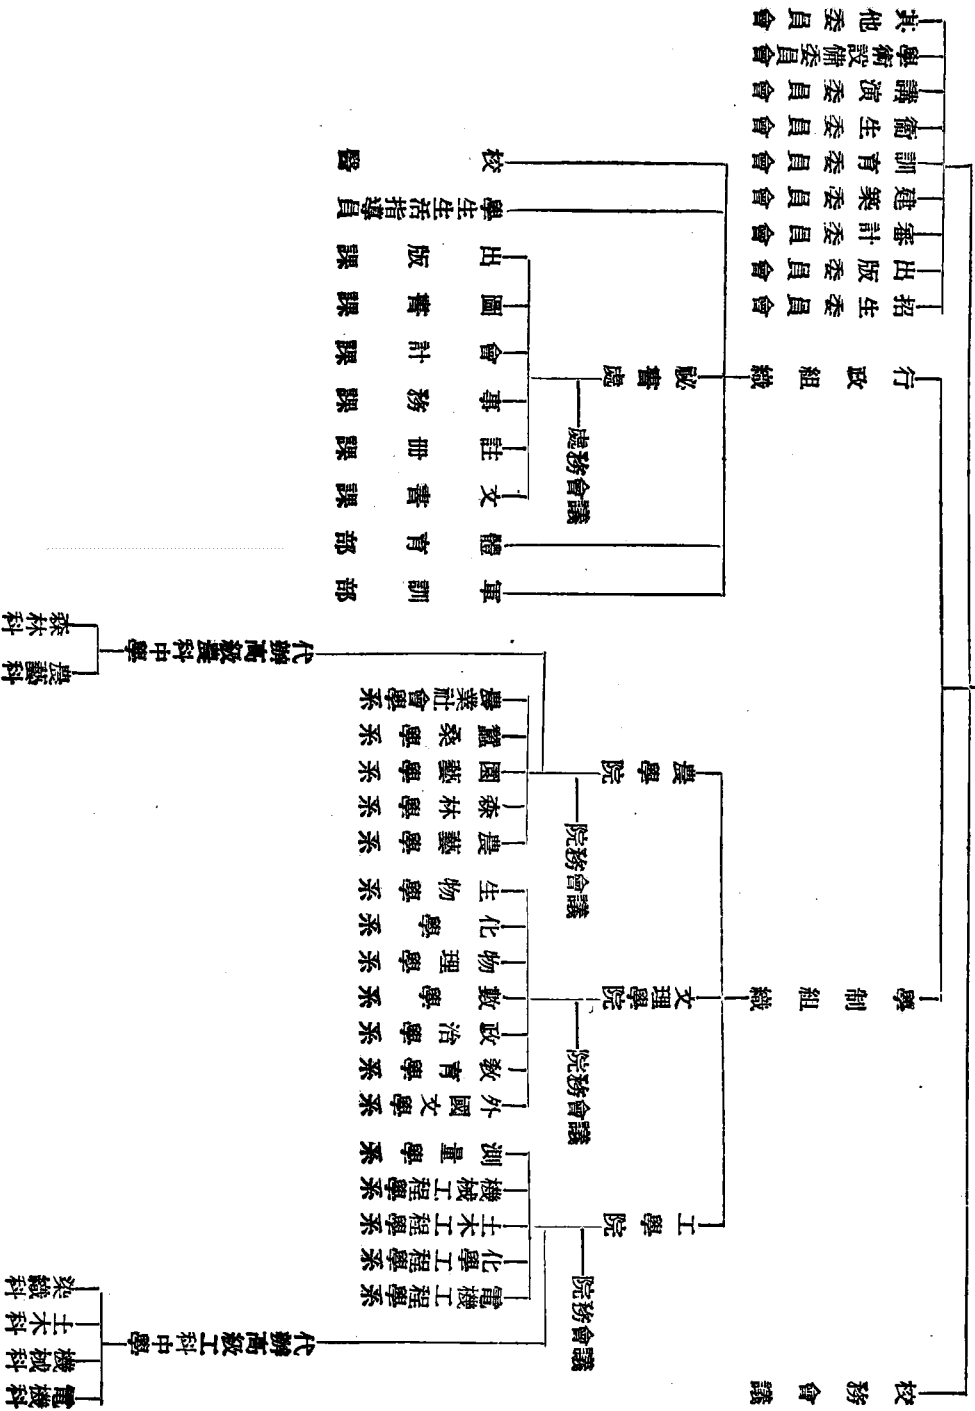 校務會議
學制組織
行政組織
招生委員會
出版委員會
審計委員會
建築委員會
訓育委員會
衛生委員會
講演委員會
學術設備委員會
其他委員會
工學院
院務會議
電機工程學系
化學工程學系
土木工程學系
機械工程學系
測量學系
代辦高級工科中學
電機科
機械科
土木科
染織科
文理學院
院務會議
外國文學系
教育學系
政治學系
數學系
物理學系
化學系
生物學系
農學院
院務會議
農藝學系
森林學系
園藝學系
蠶桑學系
農業社會學系
代辦高級農科中學
農藝科
森林科
秘書處
軍訓部
體育部
處務會議
文書課
註冊課
事務課
會計課
圖書課
出版課
學生生活指導員
校醫